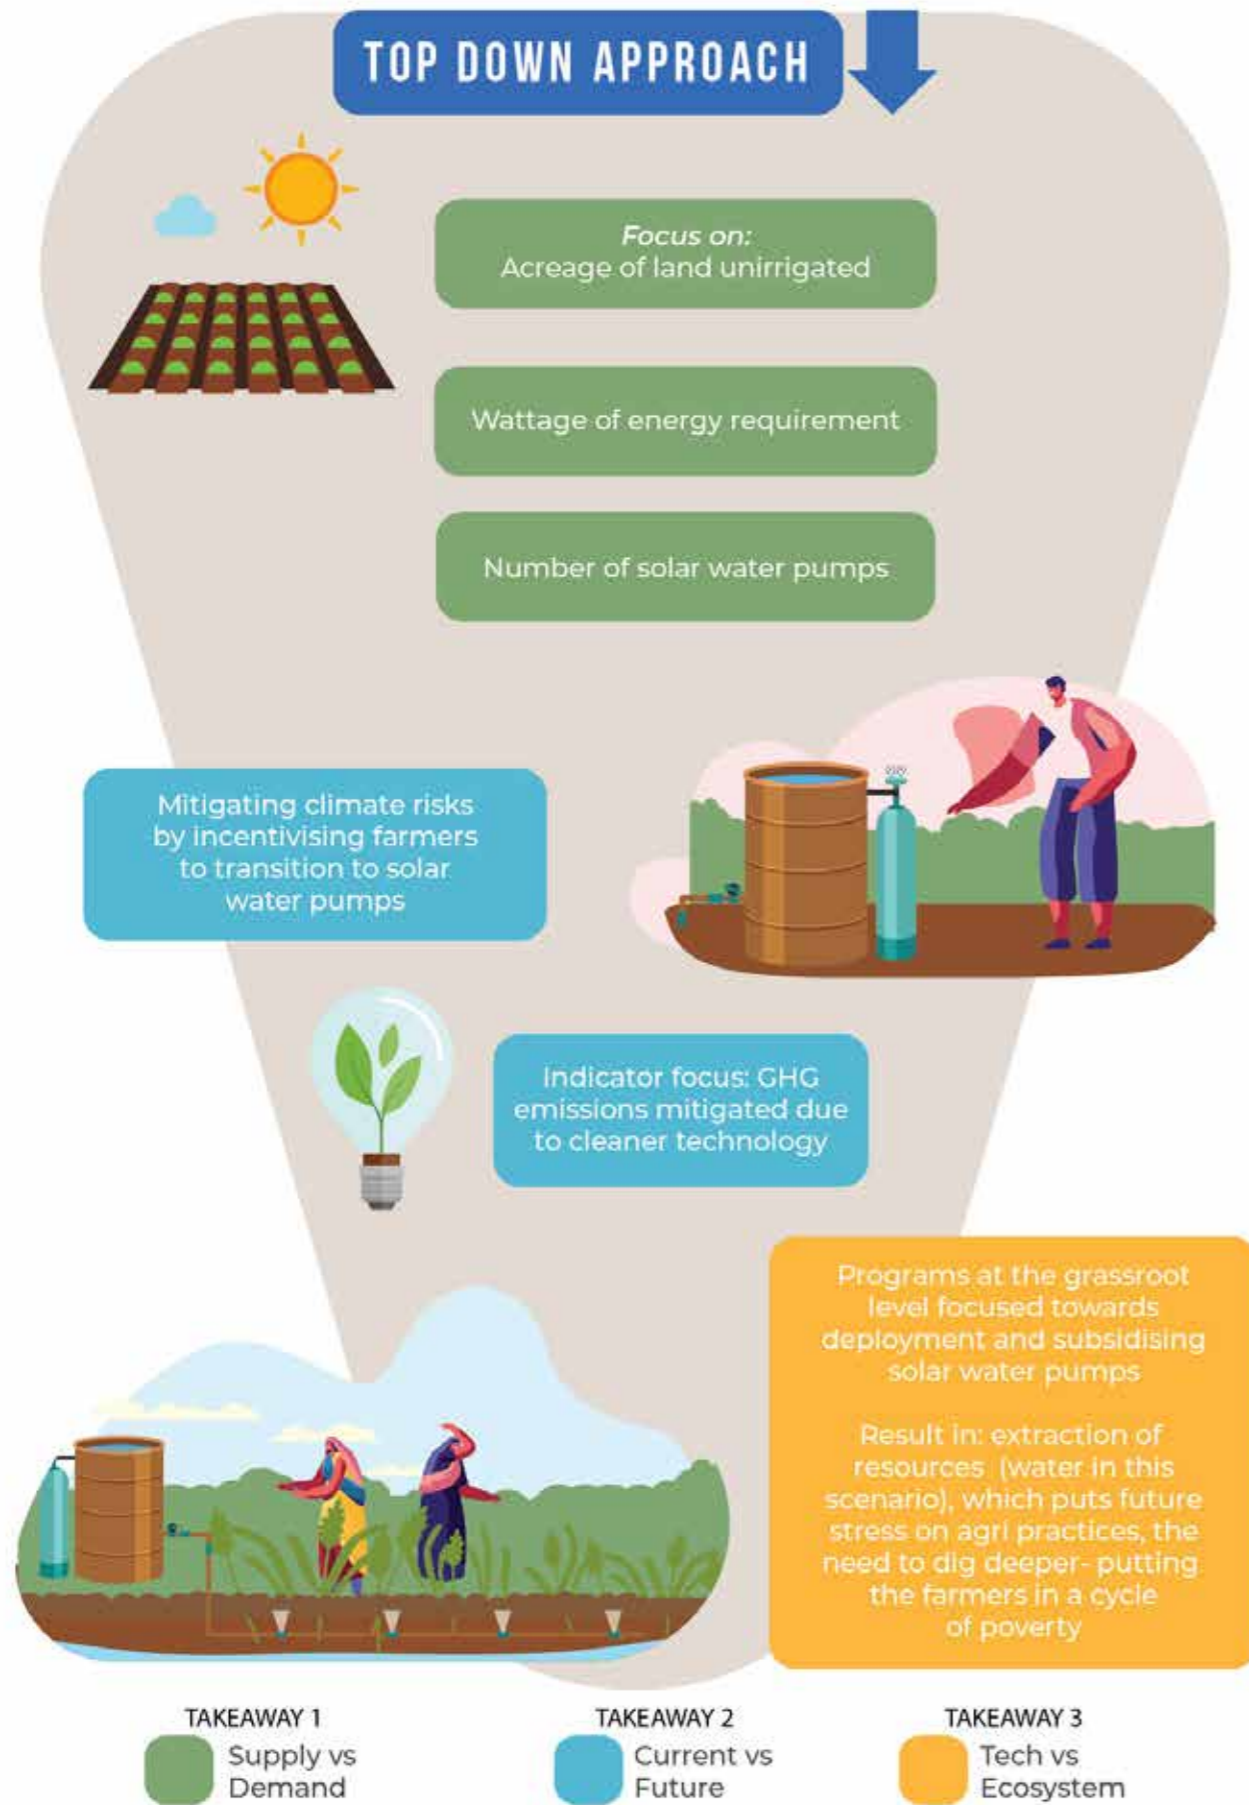 TOP DOWN APPROACH
Focus on:
Acreage of land unirrigated
Wattage of energy requirement
Number of solar water pumps
Mitigating climate risks
by incentivising farmers
to transition to solar
water pumps
Indicator focus: GHG
emissions mitigated due
to cleaner technology
Programs at the grassroot
level focused towards
deployment and subsidising
solar water pumps
Result in: extraction of
resources (water in this
scenario), which puts future
stress on agri practices, the
need to dig deeper- putting
the farmers in a cycle
of poverty
TAKEAWAY 1
Supply vs
Demand
TAKEAWAY 2
Current vs
Future
TAKEAWAY 3
Tech vs
Ecosystem